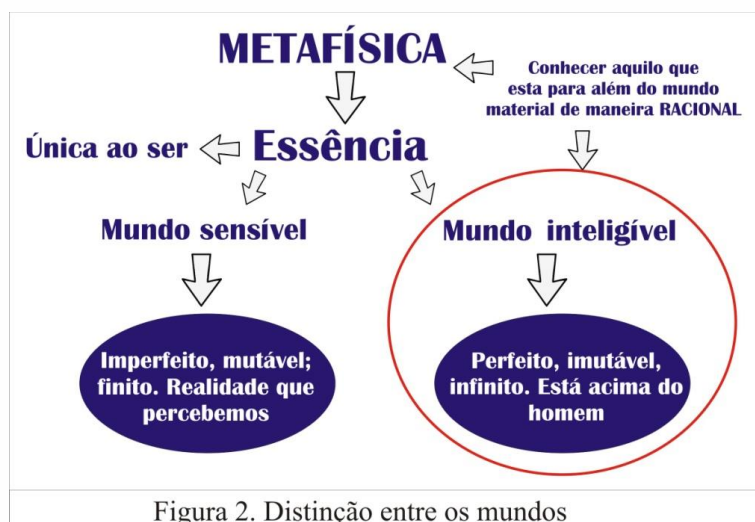 METAFÍSICA
Conhecer aquilo que
esta para além do mundo
material de maneira RACIONAL
Única ao ser
Essência
Mundo sensível
Mundo inteligível
Imperfeito, mutável;
finito. Realidade que
percebemos
Perfeito, imutável,
infinito. Está acima do
homem
Figura 2. Distinção entre os mundos